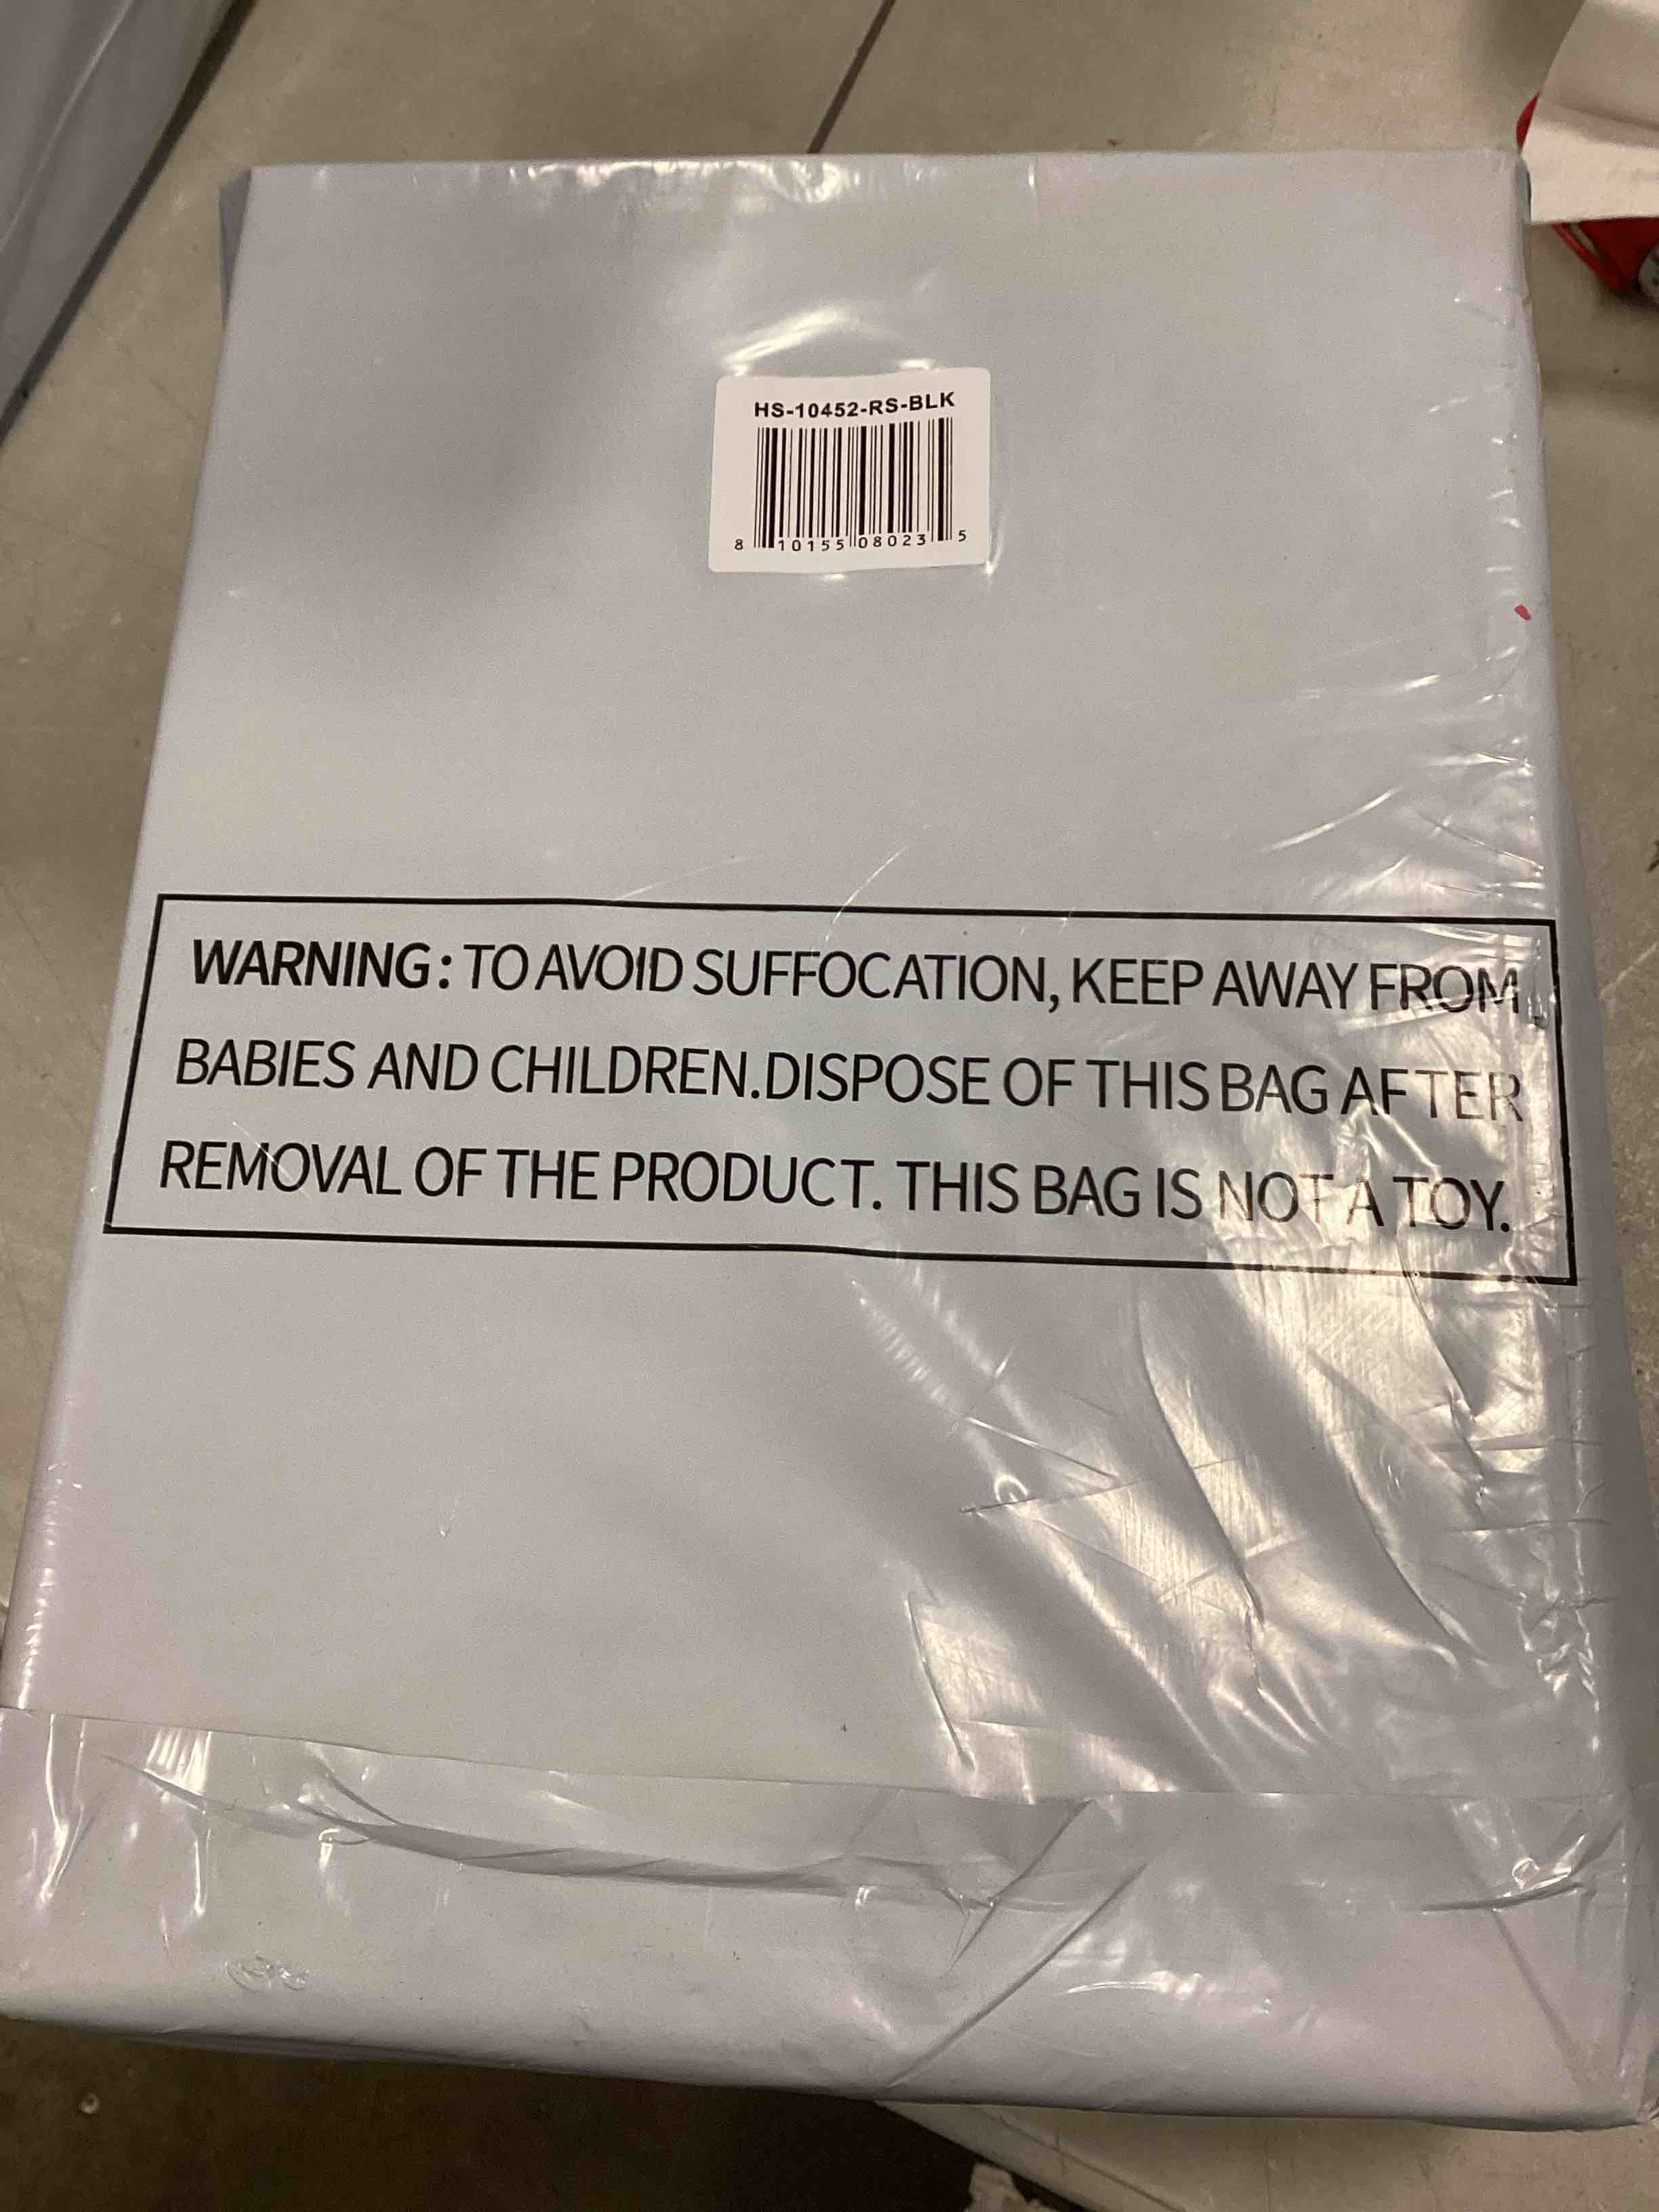 HS-10452-RS-BLK
8 10155 08023 5
WARNING: TO AVOID SUFFOCATION, KEEP AWAY FROM
BABIES AND CHILDREN.DISPOSE OF THIS BAG AFTER
REMOVAL OF THE PRODUCT. THIS BAG IS NOT A TOY.